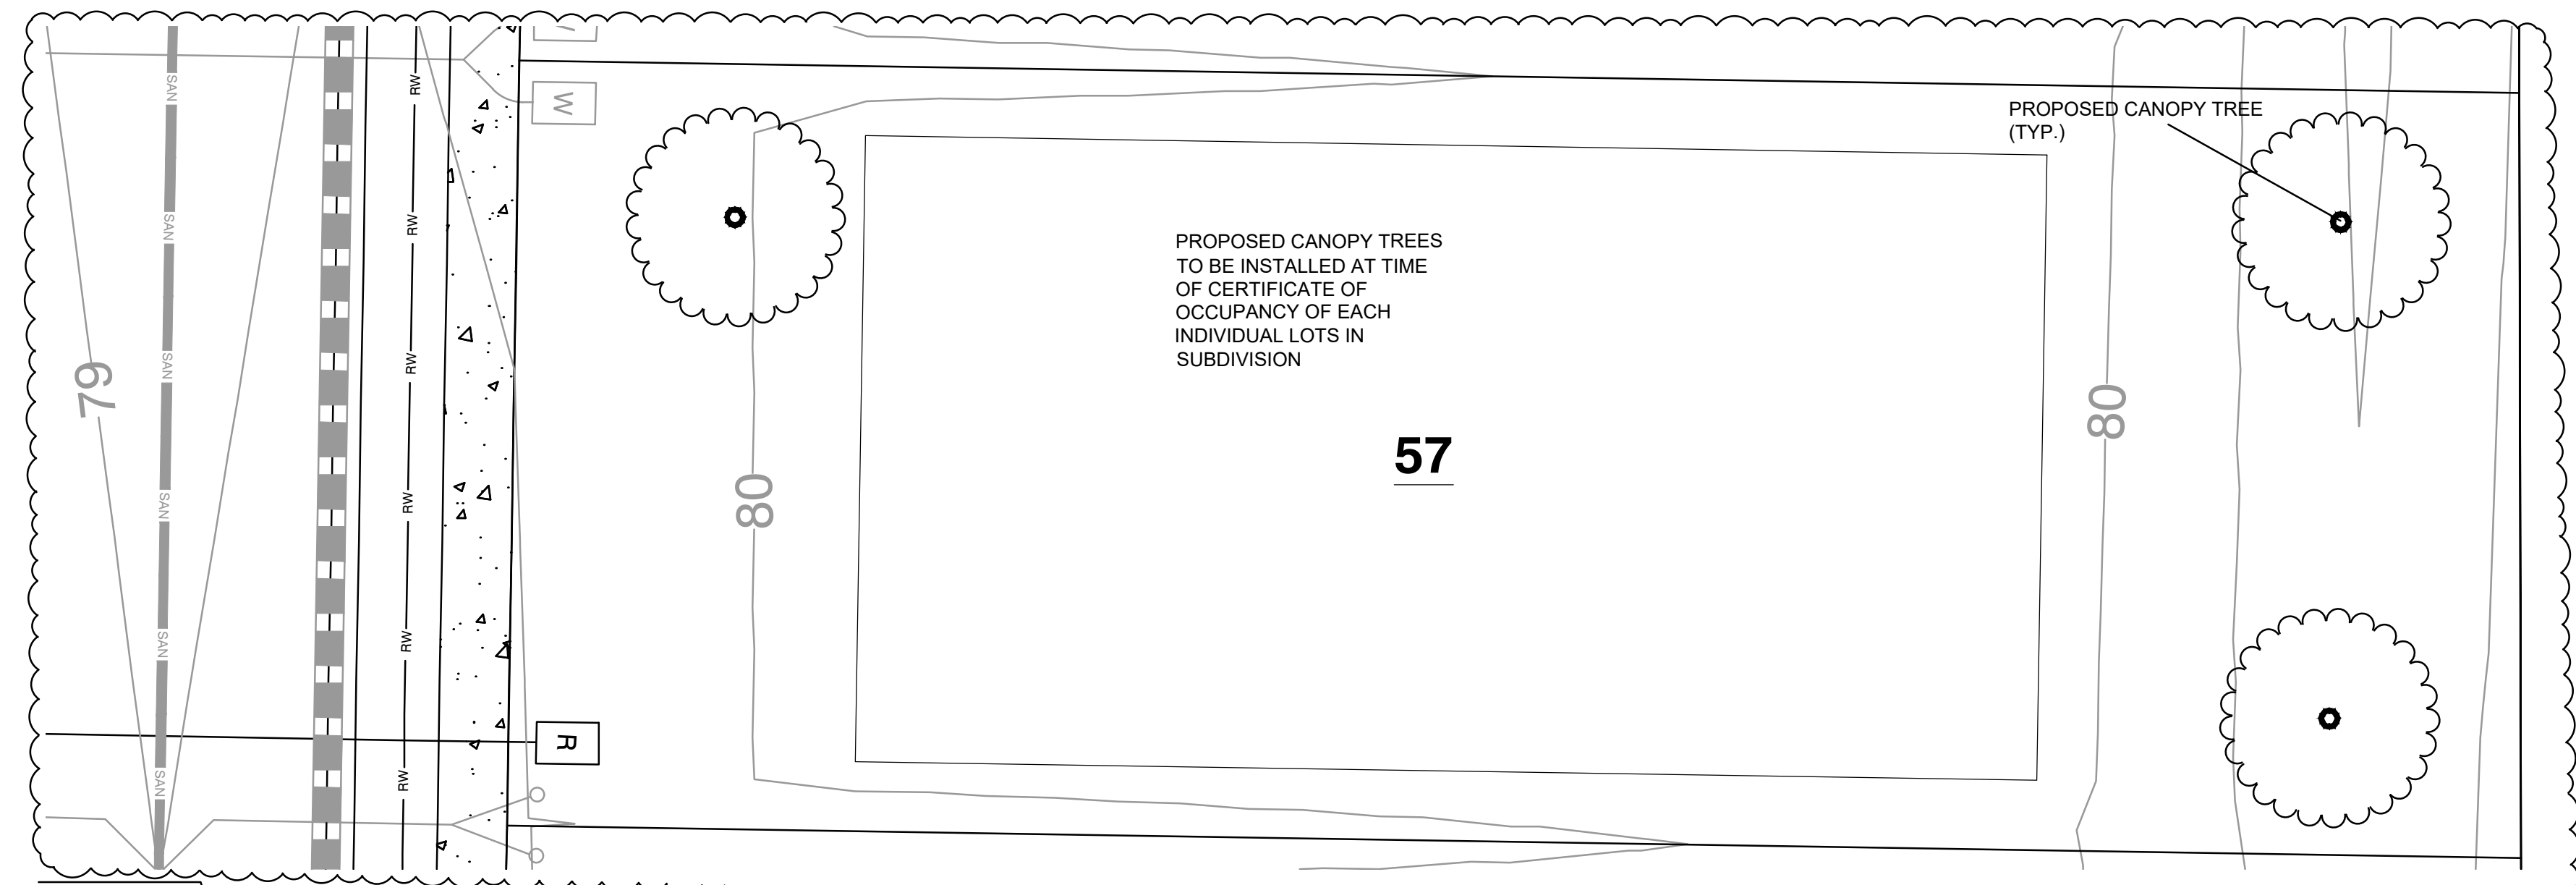 PROPOSED CANOPY TREE
(TYP.)
PROPOSED CANOPY TREES
TO BE INSTALLED AT TIME
OF CERTIFICATE OF
OCCUPANCY OF EACH
INDIVIDUAL LOTS IN
SUBDIVISION
57
79
80
80
W
R
SAN
SAN
SAN
SAN
SAN
SAN
RW
RW
RW
RW
RW
RW